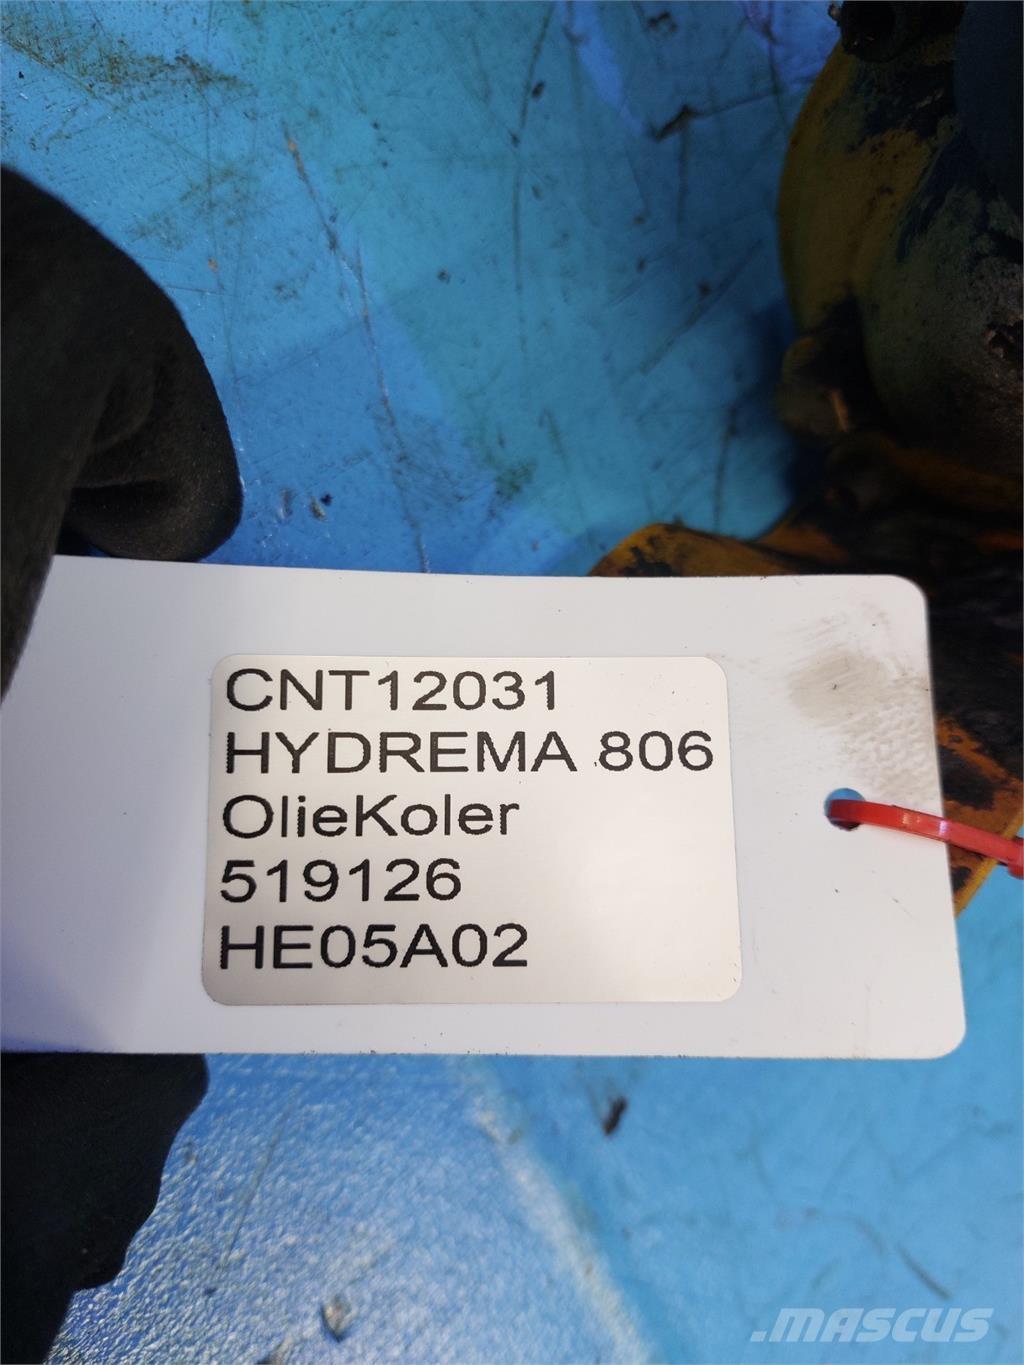 CNT12031
HYDREMA 806
OlieKoler
519126
HE05A02
.MASCUS